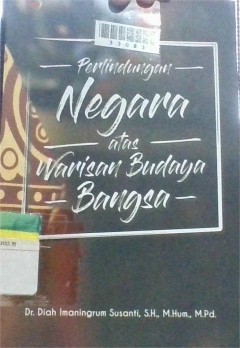 Perlindungan
Negara
atas
Warisan Budaya
Bangsa
Dr. Diah Imaningrum Susanti, S.H., M.Hum., M.Pd.